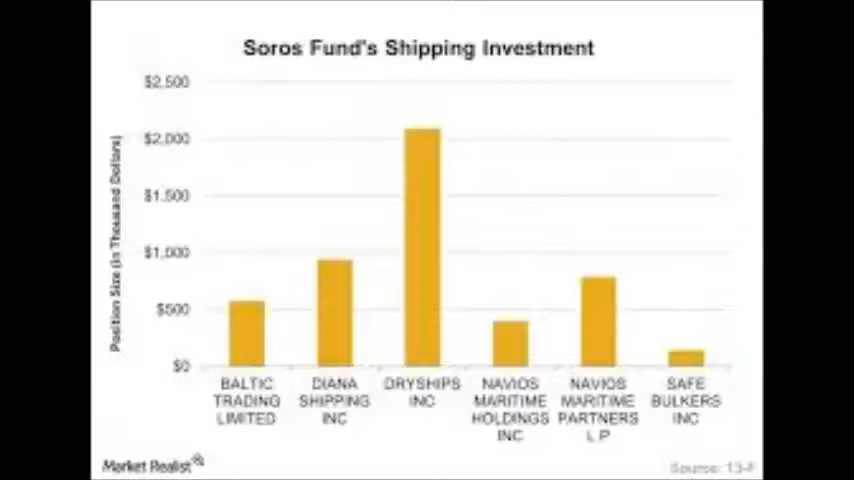 Soros Fund's Shipping Investment
$2,500
$2,000
$1,500
$1,000
$500
$0
Position Size (in Thousand Dollars)
BALTIC
TRADING
LIMITED
DIANA
SHIPPING
INC
DRYSHIPS
INC
NAVIOS
MARITIME
HOLDINGS
INC
NAVIOS
MARITIME
PARTNERS
L P
SAFE
BULKERS
INC
Market Realist
Source: 13-F